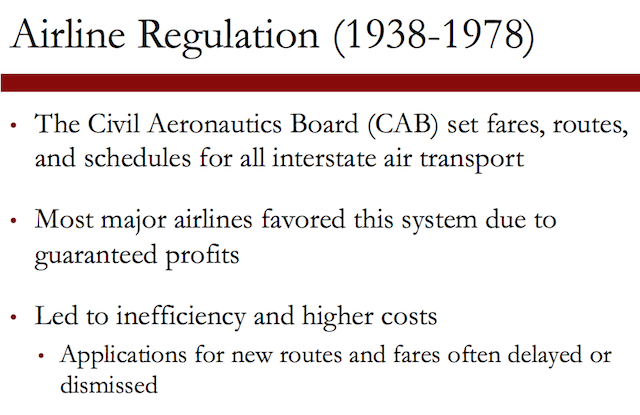 Airline Regulation (1938-1978)
• The Civil Aeronautics Board (CAB) set fares, routes,
and schedules for all interstate air transport
• Most major airlines favored this system due to
guaranteed profits
• Led to inefficiency and higher costs
• Applications for new routes and fares often delayed or
dismissed